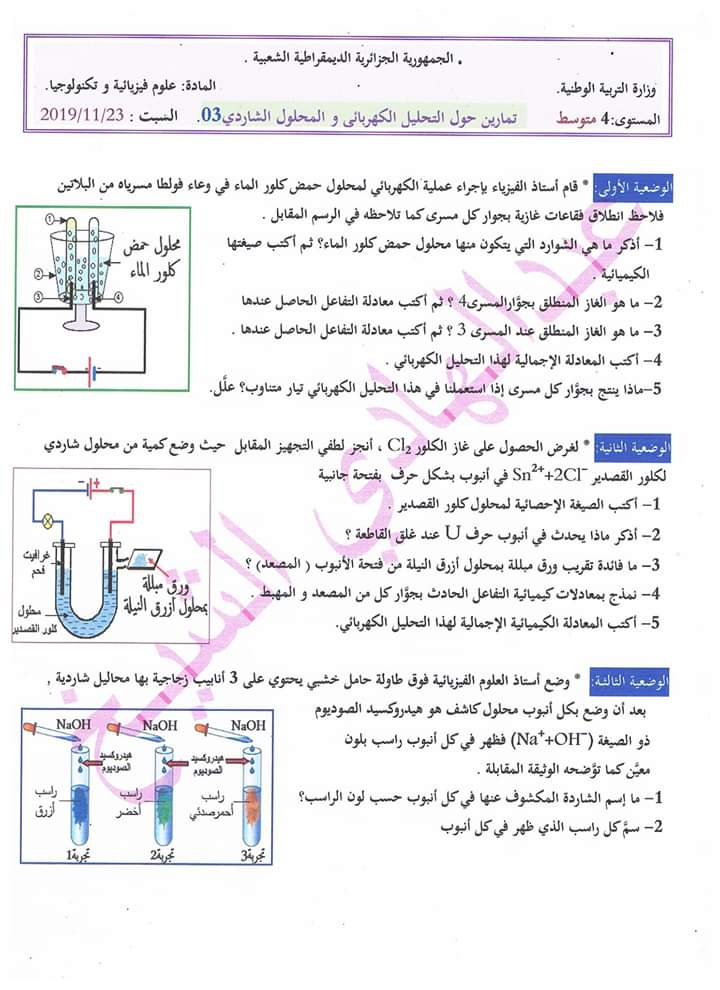 الجمهورية الجزائرية الديمقراطية الشعبية .
وزارة التربية الوطنية. المادة: علوم فيزيائية و تكنولوجيا.
المستوى: 4 متوسط تمارين حول التحليل الكهربائي و المحلول الشاردي 03. السبت : 2019/11/23
الوضعية الأولى: * قام أستاذ الفيزياء بإجراء عملية الكهربائي لمحلول حمض كلور الماء في وعاء فولطا مسرياه من البلاتين
فلاحظ انطلاق فقاعات غازية بجوار كل مسرى كما تلاحظه في الرسم المقابل .
1- أذكر ما هي الشوارد التي يتكون منها محلول حمض كلور الماء؟ ثم أكتب صيغتها
الكيميائية .
2- ما هو الغاز المنطلق بجوَّار المسرى 4 ؟ ثم أكتب معادلة التفاعل الحاصل عندها
3- ما هو الغاز المنطلق عند المسرى 3 ؟ ثم أكتب معادلة التفاعل الحاصل عندها .
4- أكتب المعادلة الإجمالية لهذا التحليل الكهربائي .
5- ماذا ينتج بجوَّار كل مسرى إذا استعملنا في هذا التحليل الكهربائي تيار متناوب؟ علَّل.
محلول حمض
كلور الماء
1
2
3
4
الوضعية الثانية: * لغرض الحصول على غاز الكلور Cl₂ ، أنجز لطفي التجهيز المقابل حيث وضع كمية من محلول شاردي
لكلور القصدير Sn²⁺+2Cl⁻ في أنبوب بشكل حرف بفتحة جانبية
1- أكتب الصيغة الإحصائية لمحلول كلور القصدير .
2- أذكر ماذا يحدث في أنبوب حرف U عند غلق القاطعة ؟
3- ما فائدة تقريب ورق مبللة بمحلول أزرق النيلة من فتحة الأنبوب ( المصعد) ؟
4- نمذج بمعادلات كيميائية التفاعل الحادث بجوَّار كل من المصعد و المهبط .
5- أكتب المعادلة الكيميائية الإجمالية لهذا التحليل الكهربائي.
- +
غرافيت
فحم
ورق مبللة
بمحلول أزرق النيلة
محلول
كلور القصدير
الوضعية الثالثة: * وضع أستاذ العلوم الفيزيائية فوق طاولة حامل خشبي يحتوي على 3 أنابيب زجاجية بها محاليل شاردية ,
بعد أن وضع بكل أنبوب محلول كاشف هو هيدروكسيد الصوديوم
ذو الصيغة (Na⁺+OH⁻) فظهر في كل أنبوب راسب بلون
معيَّن كما توَّضحه الوثيقة المقابلة .
1- ما إسم الشاردة المكشوف عنها في كل أنبوب حسب لون الراسب؟
2- سمَّ كل راسب الذي ظهر في كل أنبوب
NaOH NaOH NaOH
هيدروكسيد الصوديوم هيدروكسيد الصوديوم
راسب أزرق
راسب أخضر
راسب أحمرصدئي
تجربة1 تجربة2 تجربة3
عبد الهادي الشيخ